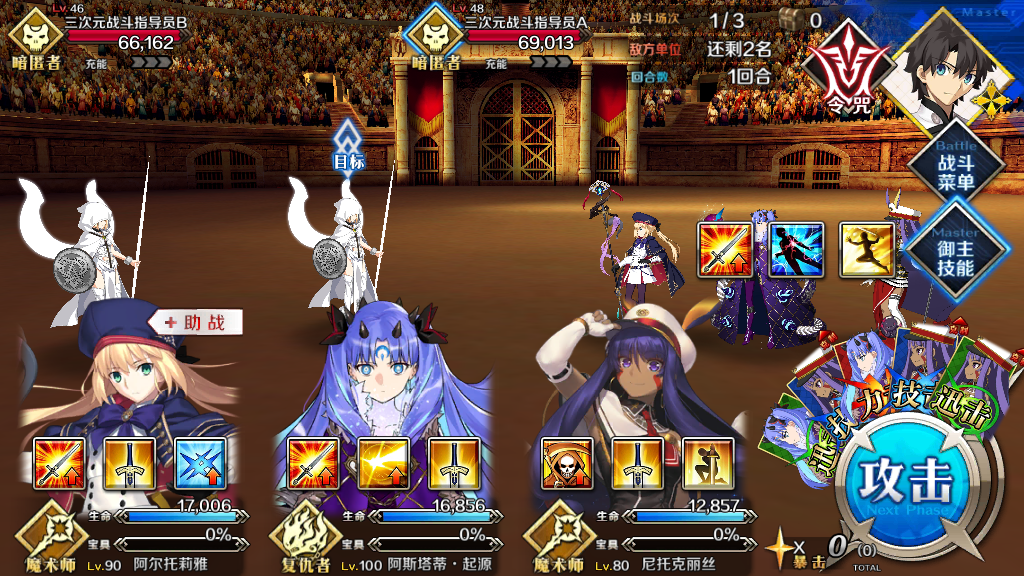 Lv.46
三次元战斗指导员B
66,162
暗匿者
充能
Lv.48
三次元战斗指导员A
69,013
暗匿者
充能
战斗场次 1/3
0
敌方单位 还剩2名
回合数 1回合
令咒
Master
Battle
战斗
菜单
Master
御主
技能
目标
+助战
迅 技 力 技 迅击
攻击
Next Phase
生命 17,006
宝具 0%
魔术师 Lv.90 阿尔托莉雅
生命 16,856
宝具 0%
复仇者 Lv.100 阿斯塔蒂·起源
生命 12,857
宝具 0%
魔术师 Lv.80 尼托克丽丝
X 0 (0)
暴击 TOTAL